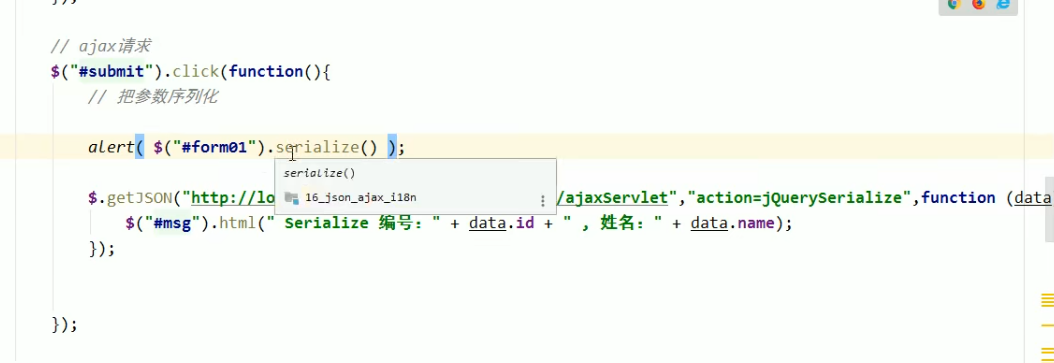 });
// ajax请求
$("#submit").click(function(){
// 把参数序列化
alert( $("#form01").serialize() );
serialize()
16_json_ajax_i18n
$.getJSON("http://lo /ajaxServlet","action=jQuerySerialize",function (data
$("#msg").html(" Serialize 编号：" + data.id + " , 姓名：" + data.name);
});
});